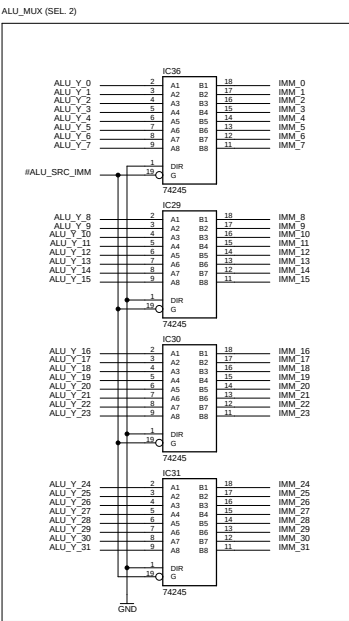 ALU_MUX (SEL. 2)
IC36
ALU_Y_0 2 A1 B1 18 IMM_0
ALU_Y_1 3 A2 B2 17 IMM_1
ALU_Y_2 4 A3 B3 16 IMM_2
ALU_Y_3 5 A4 B4 15 IMM_3
ALU_Y_4 6 A5 B5 14 IMM_4
ALU_Y_5 7 A6 B6 13 IMM_5
ALU_Y_6 8 A7 B7 12 IMM_6
ALU_Y_7 9 A8 B8 11 IMM_7
1 DIR
#ALU_SRC_IMM 19 G
74245
IC29
ALU_Y_8 2 A1 B1 18 IMM_8
ALU_Y_9 3 A2 B2 17 IMM_9
ALU_Y_10 4 A3 B3 16 IMM_10
ALU_Y_11 5 A4 B4 15 IMM_11
ALU_Y_12 6 A5 B5 14 IMM_12
ALU_Y_13 7 A6 B6 13 IMM_13
ALU_Y_14 8 A7 B7 12 IMM_14
ALU_Y_15 9 A8 B8 11 IMM_15
1 DIR
19 G
74245
IC30
ALU_Y_16 2 A1 B1 18 IMM_16
ALU_Y_17 3 A2 B2 17 IMM_17
ALU_Y_18 4 A3 B3 16 IMM_18
ALU_Y_19 5 A4 B4 15 IMM_19
ALU_Y_20 6 A5 B5 14 IMM_20
ALU_Y_21 7 A6 B6 13 IMM_21
ALU_Y_22 8 A7 B7 12 IMM_22
ALU_Y_23 9 A8 B8 11 IMM_23
1 DIR
19 G
74245
IC31
ALU_Y_24 2 A1 B1 18 IMM_24
ALU_Y_25 3 A2 B2 17 IMM_25
ALU_Y_26 4 A3 B3 16 IMM_26
ALU_Y_27 5 A4 B4 15 IMM_27
ALU_Y_28 6 A5 B5 14 IMM_28
ALU_Y_29 7 A6 B6 13 IMM_29
ALU_Y_30 8 A7 B7 12 IMM_30
ALU_Y_31 9 A8 B8 11 IMM_31
1 DIR
19 G
74245
GND